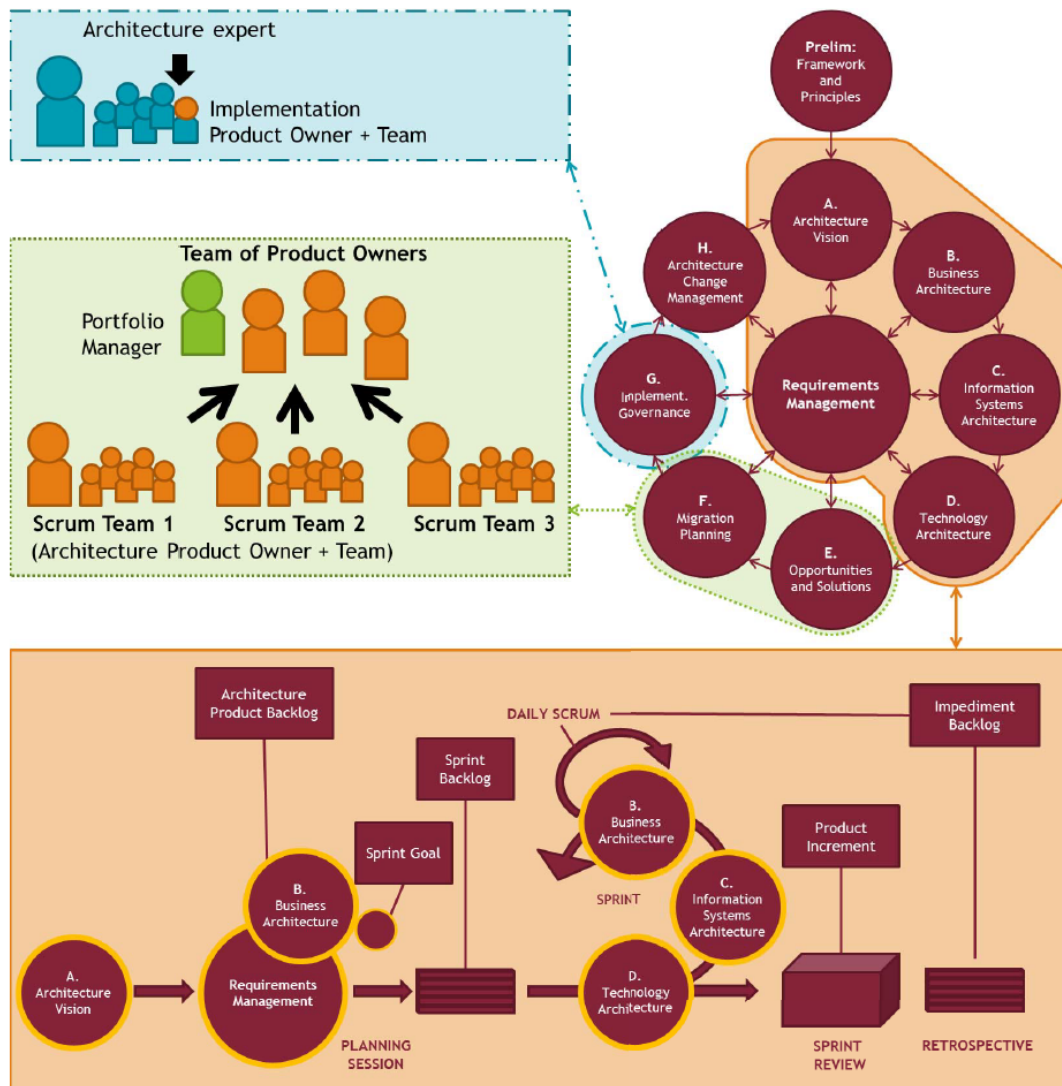 Architecture expert
Implementation
Product Owner + Team
Team of Product Owners
Portfolio
Manager
Scrum Team 1
Scrum Team 2
Scrum Team 3
(Architecture Product Owner + Team)
Prelim:
Framework
and
Principles
A.
Architecture
Vision
B.
Business
Architecture
C.
Information
Systems
Architecture
D.
Technology
Architecture
E.
Opportunities
and Solutions
F.
Migration
Planning
G.
Implement.
Governance
H.
Architecture
Change
Management
Requirements
Management
Architecture
Product Backlog
Sprint
Backlog
Sprint Goal
DAILY SCRUM
Impediment
Backlog
Product
Increment
A.
Architecture
Vision
B.
Business
Architecture
Requirements
Management
PLANNING
SESSION
B.
Business
Architecture
SPRINT
C.
Information
Systems
Architecture
D.
Technology
Architecture
SPRINT
REVIEW
RETROSPECTIVE